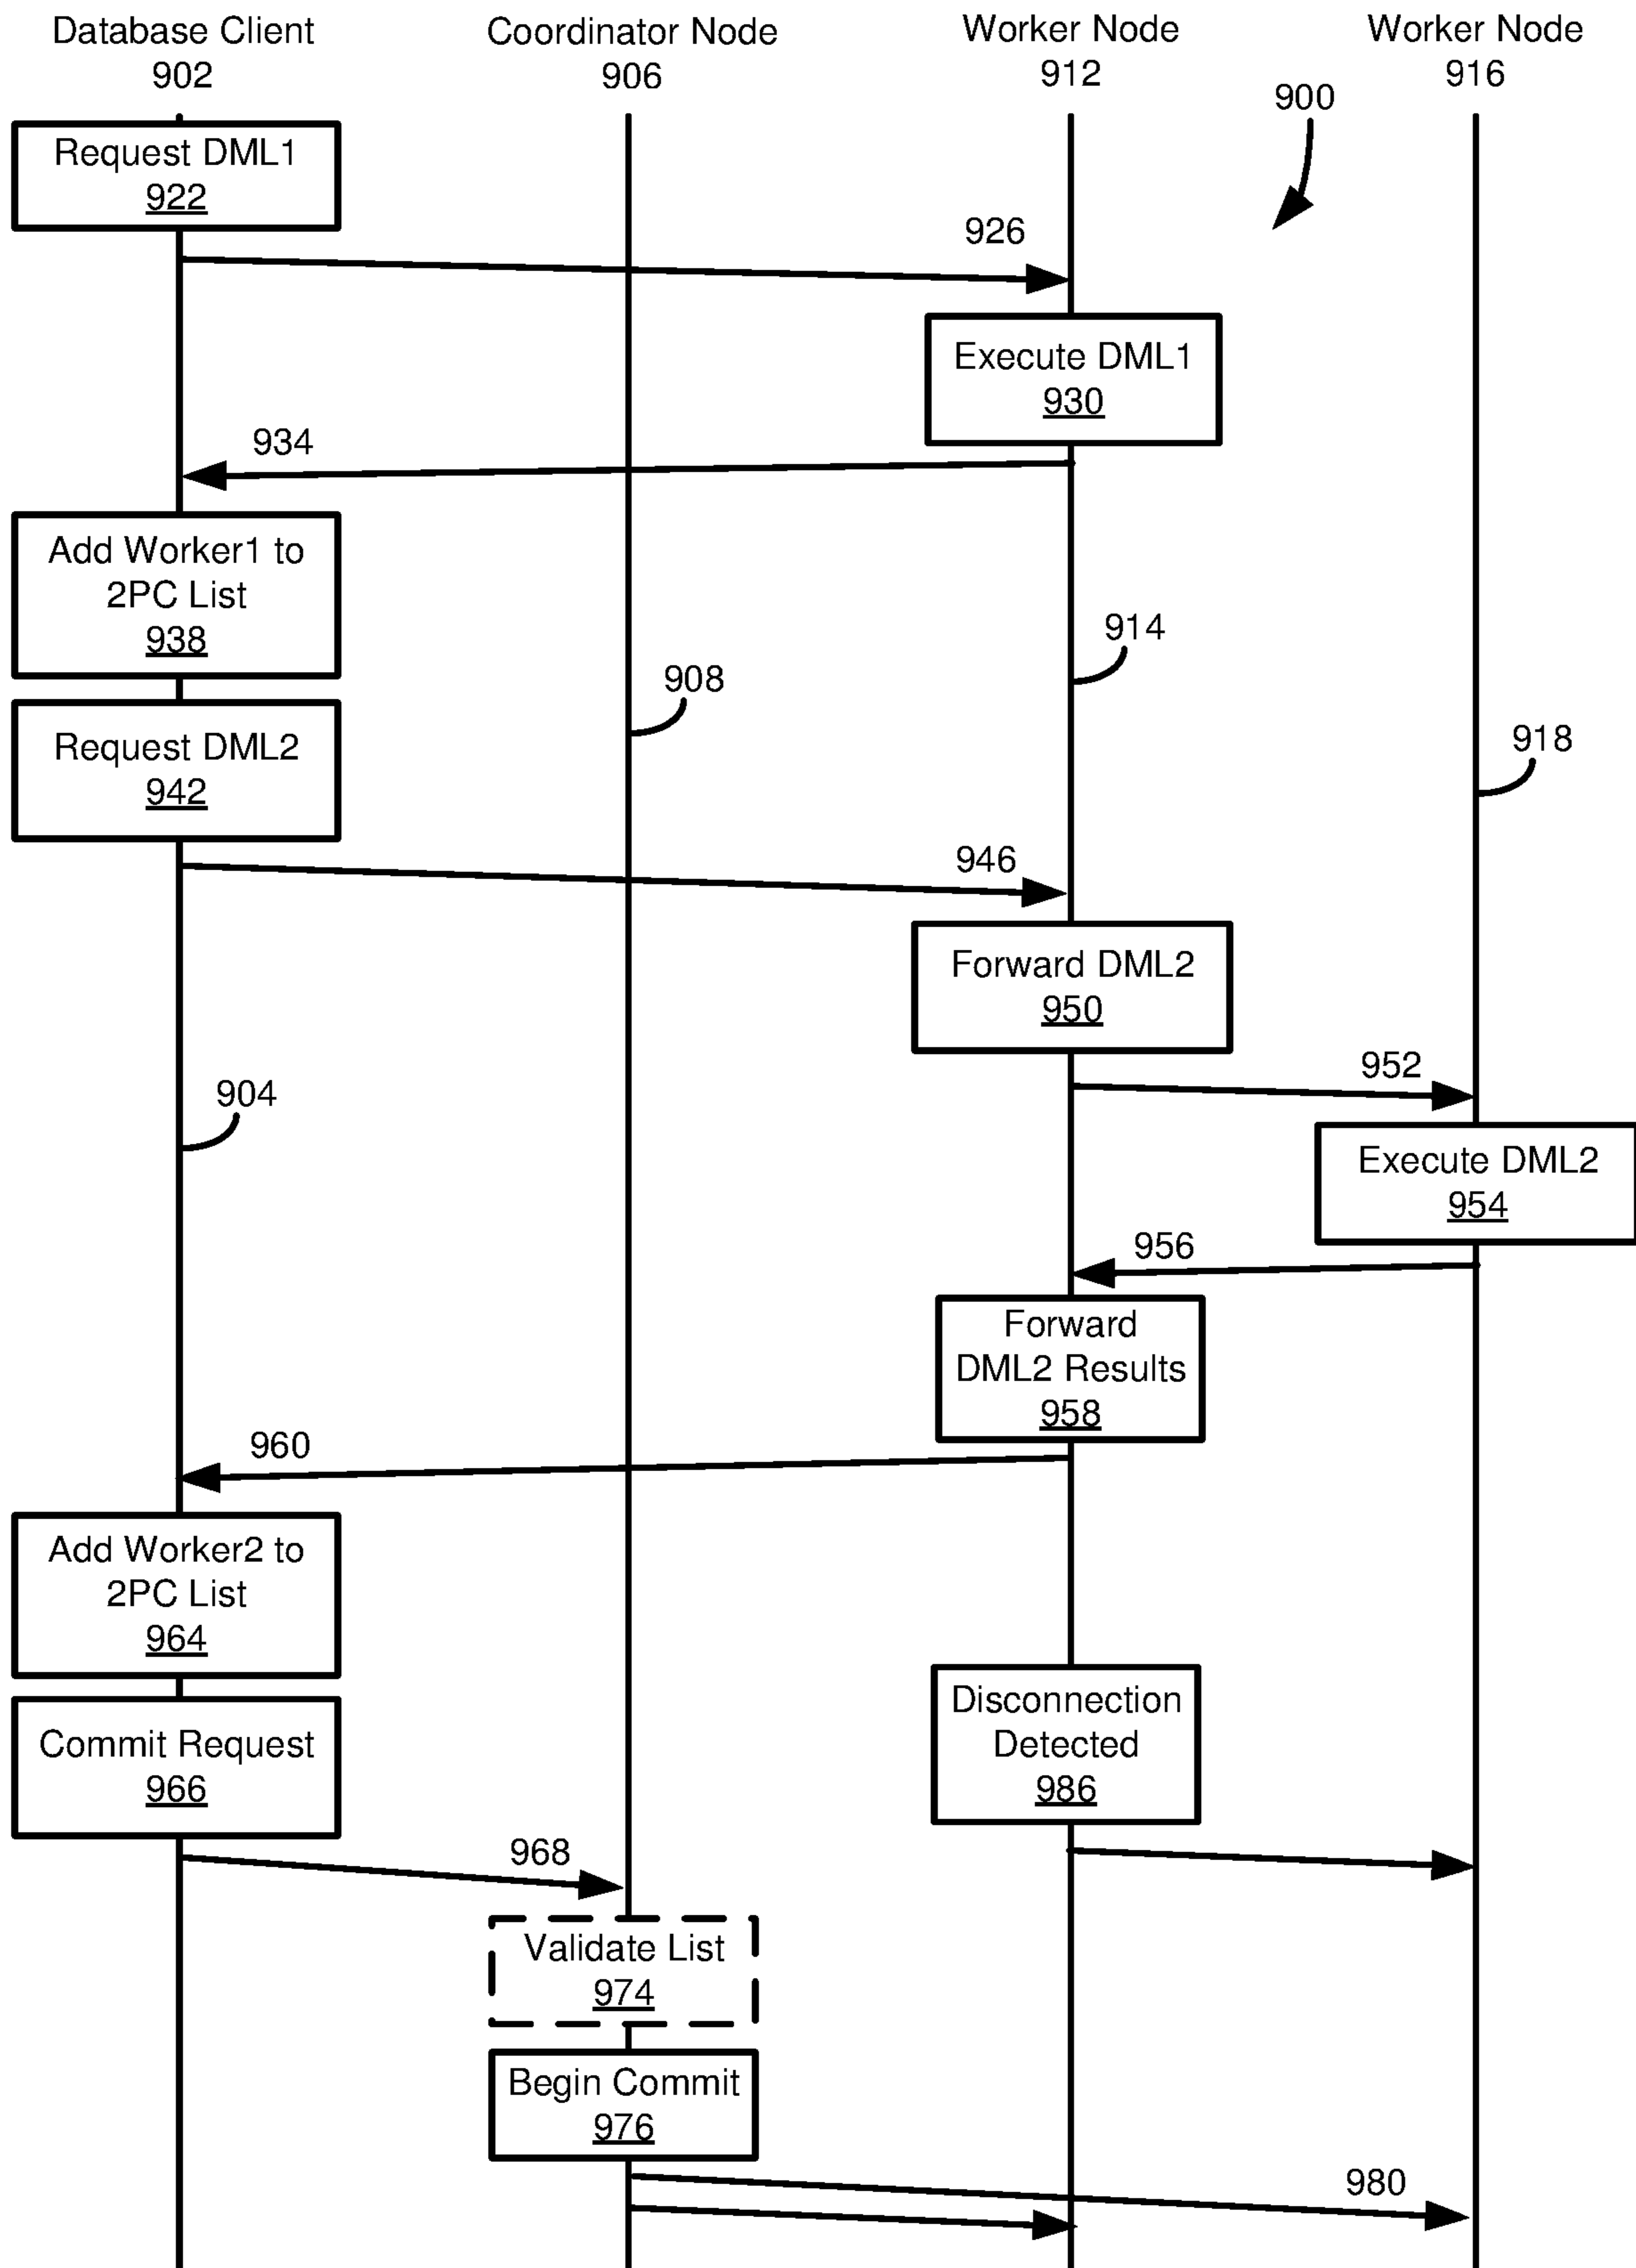 Database Client
902
Coordinator Node
906
Worker Node
912
Worker Node
916
900
Request DML1
922
926
Execute DML1
930
934
Add Worker1 to
2PC List
938
914
908
Request DML2
942
918
946
Forward DML2
950
952
904
Execute DML2
954
956
Forward
DML2 Results
958
960
Add Worker2 to
2PC List
964
Disconnection
Detected
986
Commit Request
966
968
Validate List
974
Begin Commit
976
980